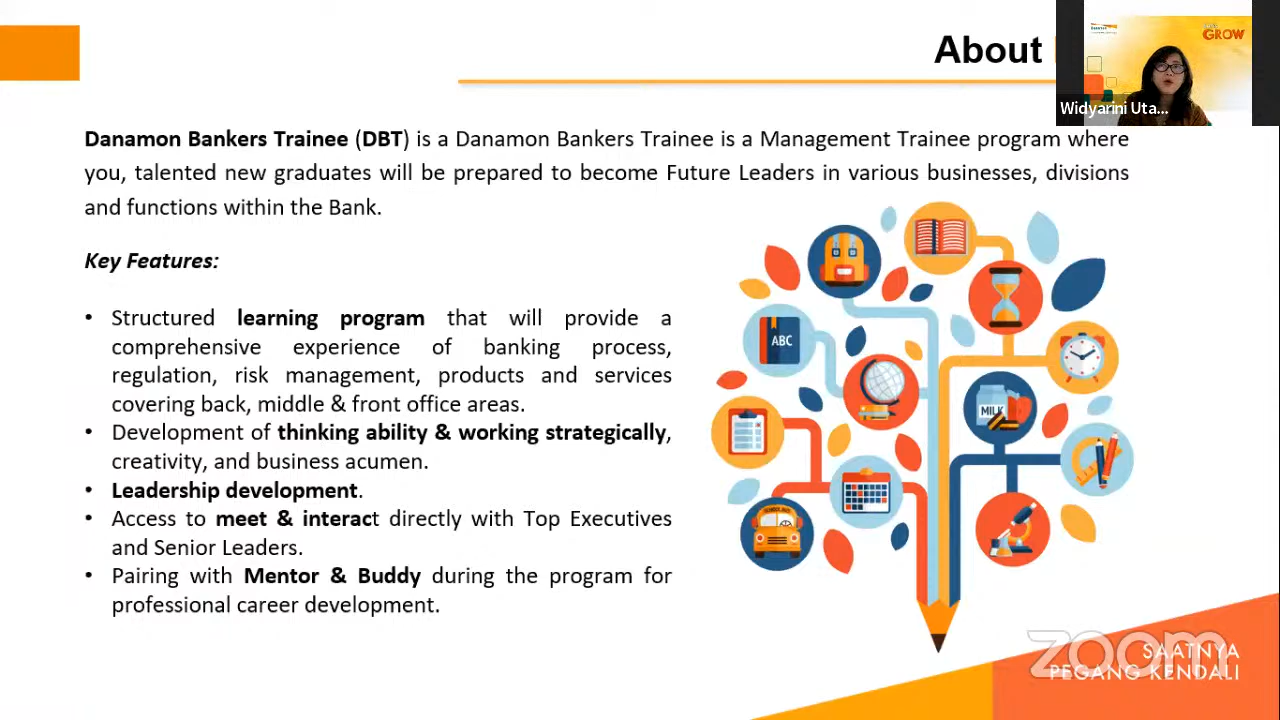 About
GROW
Widyarini Uta...
Danamon Bankers Trainee (DBT) is a Danamon Bankers Trainee is a Management Trainee program where
you, talented new graduates will be prepared to become Future Leaders in various businesses, divisions
and functions within the Bank.
Key Features:
• Structured learning program that will provide a
comprehensive experience of banking process,
regulation, risk management, products and services
covering back, middle & front office areas.
• Development of thinking ability & working strategically,
creativity, and business acumen.
• Leadership development.
• Access to meet & interact directly with Top Executives
and Senior Leaders.
• Pairing with Mentor & Buddy during the program for
professional career development.
ABC
MILK
SCHOOL BUS
zoom
SAATNYA
PEGANG KENDALI